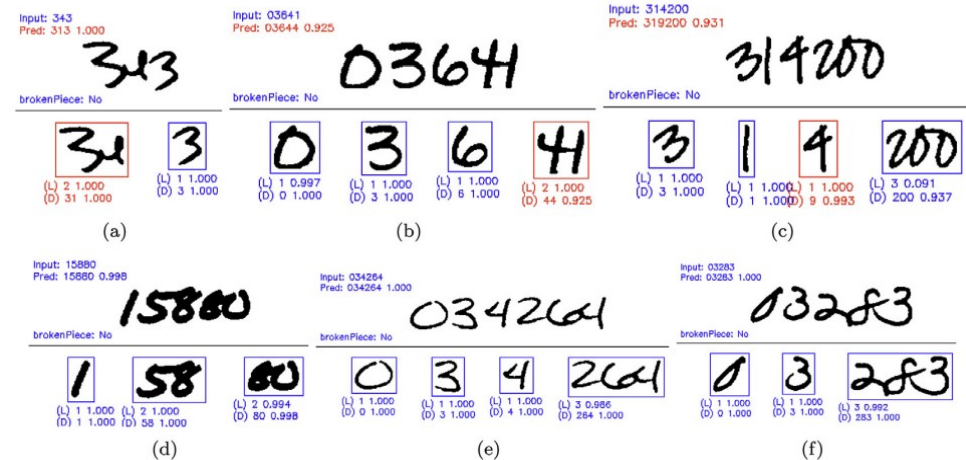 Input: 343
Pred: 313 1.000
343
brokenPiece: No
34
3
(L) 2 1.000
(D) 31 1.000
(L) 1 1.000
(D) 3 1.000
(a)
Input: 03641
Pred: 03644 0.925
03641
brokenPiece: No
0
3
6
41
(L) 1 0.997
(D) 0 1.000
(L) 1 1.000
(D) 3 1.000
(L) 1 1.000
(D) 6 1.000
(L) 2 1.000
(D) 44 0.925
(b)
Input: 314200
Pred: 319200 0.931
314200
brokenPiece: No
3
1
4
200
(L) 1 1.000
(D) 3 1.000
(L) 1 1.000
(D) 1 1.000
(L) 1 1.000
(D) 9 0.993
(L) 3 0.091
(D) 200 0.937
(c)
Input: 15880
Pred: 15880 0.998
15880
brokenPiece: No
1
58
80
(L) 1 1.000
(D) 1 1.000
(L) 2 1.000
(D) 58 1.000
(L) 2 0.994
(D) 80 0.998
(d)
Input: 034264
Pred: 034264 1.000
034264
brokenPiece: No
0
3
4
264
(L) 1 1.000
(D) 0 1.000
(L) 1 1.000
(D) 3 1.000
(L) 1 1.000
(D) 4 1.000
(L) 3 0.986
(D) 264 1.000
(e)
Input: 03283
Pred: 03283 1.000
03283
brokenPiece: No
0
3
283
(L) 1 1.000
(D) 0 1.000
(L) 1 1.000
(D) 3 1.000
(L) 3 0.992
(D) 283 1.000
(f)